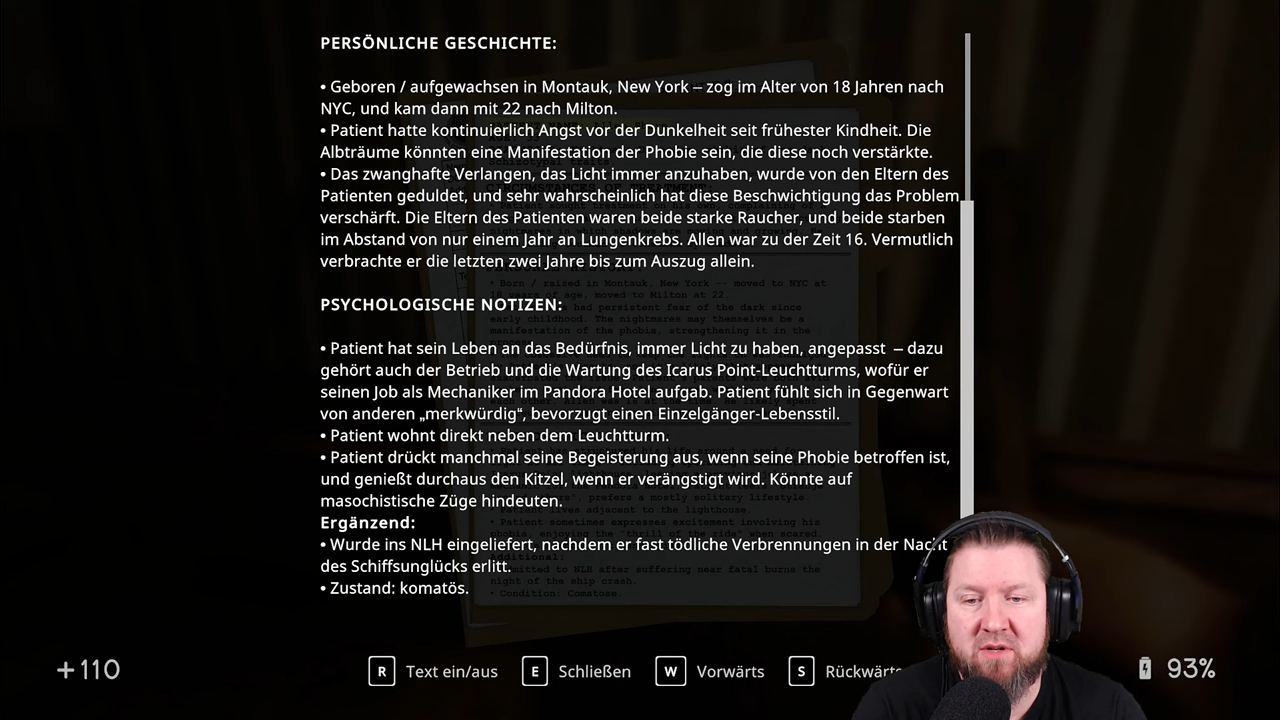 PERSÖNLICHE GESCHICHTE:
• Geboren / aufgewachsen in Montauk, New York – zog im Alter von 18 Jahren nach
NYC, und kam dann mit 22 nach Milton.
• Patient hatte kontinuierlich Angst vor der Dunkelheit seit frühester Kindheit. Die
Albträume könnten eine Manifestation der Phobie sein, die diese noch verstärkte.
• Das zwanghafte Verlangen, das Licht immer anzuhaben, wurde von den Eltern des
Patienten geduldet, und sehr wahrscheinlich hat diese Beschwichtigung das Problem
verschärft. Die Eltern des Patienten waren beide starke Raucher, und beide starben
im Abstand von nur einem Jahr an Lungenkrebs. Allen war zu der Zeit 16. Vermutlich
verbrachte er die letzten zwei Jahre bis zum Auszug allein.
PSYCHOLOGISCHE NOTIZEN:
• Patient hat sein Leben an das Bedürfnis, immer Licht zu haben, angepasst – dazu
gehört auch der Betrieb und die Wartung des Icarus Point-Leuchtturms, wofür er
seinen Job als Mechaniker im Pandora Hotel aufgab. Patient fühlt sich in Gegenwart
von anderen „merkwürdig“, bevorzugt einen Einzelgänger-Lebensstil.
• Patient wohnt direkt neben dem Leuchtturm.
• Patient drückt manchmal seine Begeisterung aus, wenn seine Phobie betroffen ist,
und genießt durchaus den Kitzel, wenn er verängstigt wird. Könnte auf
masochistische Züge hindeuten.
Ergänzend:
• Wurde ins NLH eingeliefert, nachdem er fast tödliche Verbrennungen in der Nacht
des Schiffsunglücks erlitt.
• Zustand: komatös.
+110
R Text ein/aus E Schließen W Vorwärts S Rückwärts
93%